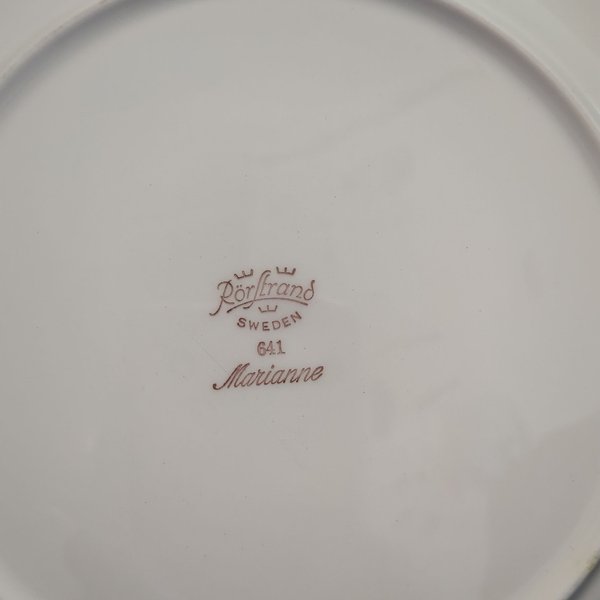 Rörstrand
SWEDEN
641
Marianne